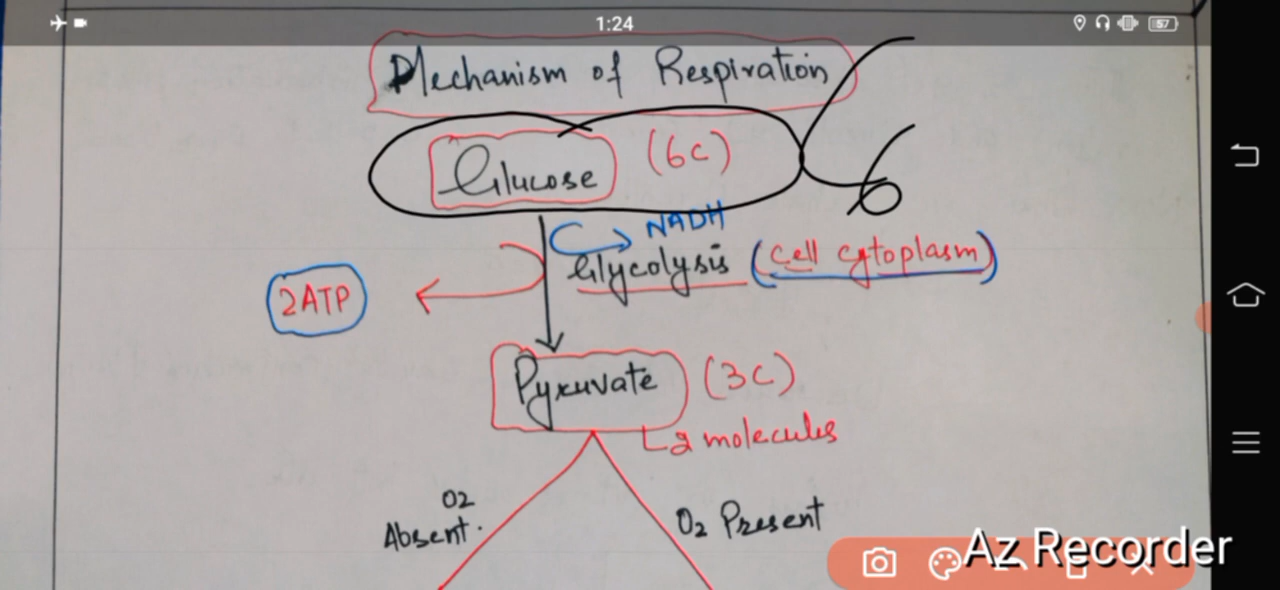 1:24
57
Mechanism of Respiration
Glucose (6C)
NADH
Glycolysis (cell cytoplasm)
2ATP
Pyruvate (3C)
2 molecules
O2 Absent.
O2 Present
Az Recorder